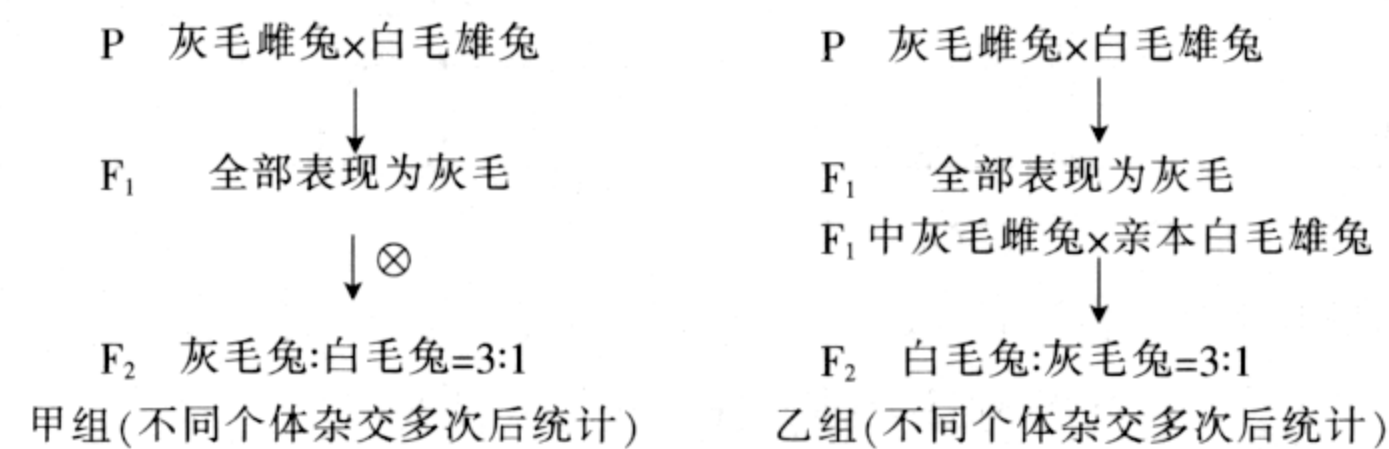 P 灰毛雌兔×白毛雄兔
F₁ 全部表现为灰毛
⊗
F₂ 灰毛兔:白毛兔=3:1
甲组(不同个体杂交多次后统计)
P 灰毛雌兔×白毛雄兔
F₁ 全部表现为灰毛
F₁中灰毛雌兔×亲本白毛雄兔
F₂ 白毛兔:灰毛兔=3:1
乙组(不同个体杂交多次后统计)